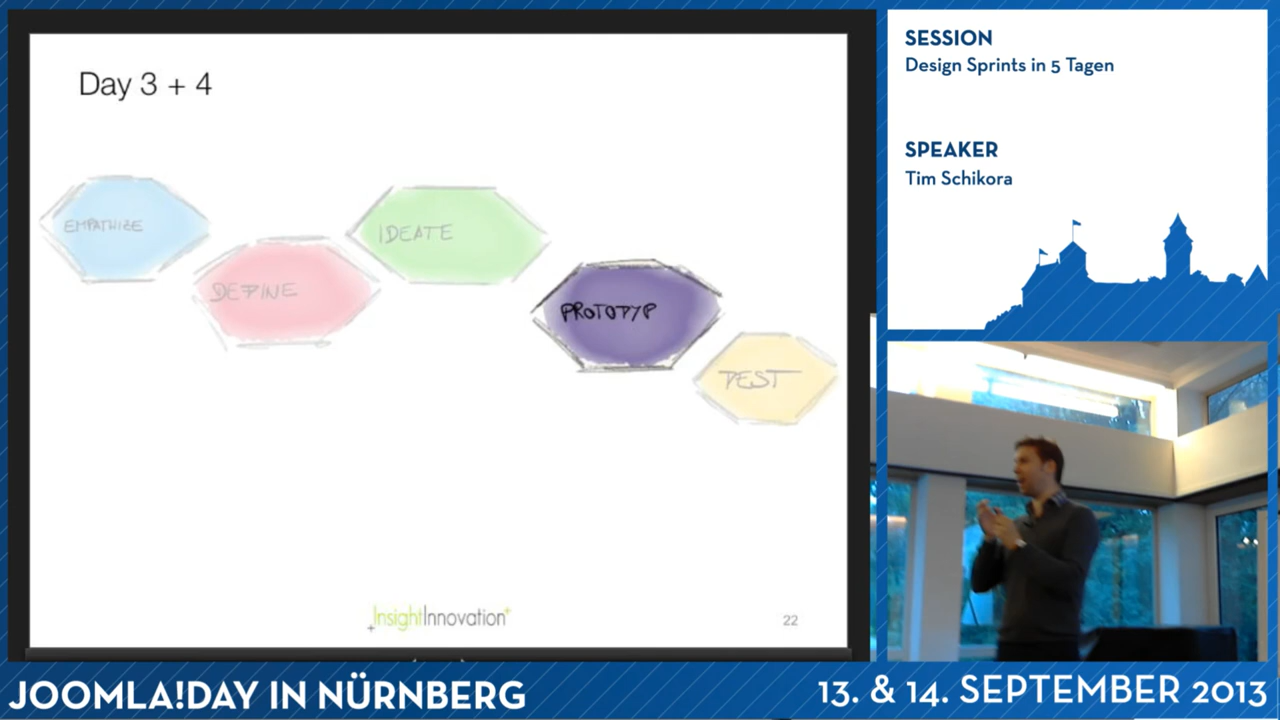 Day 3 + 4
EMPATHIZE
DEFINE
IDEATE
PROTOTYP
TEST
InsightInnovation+
22
SESSION
Design Sprints in 5 Tagen
SPEAKER
Tim Schikora
JOOMLA!DAY IN NÜRNBERG
13. & 14. SEPTEMBER 2013